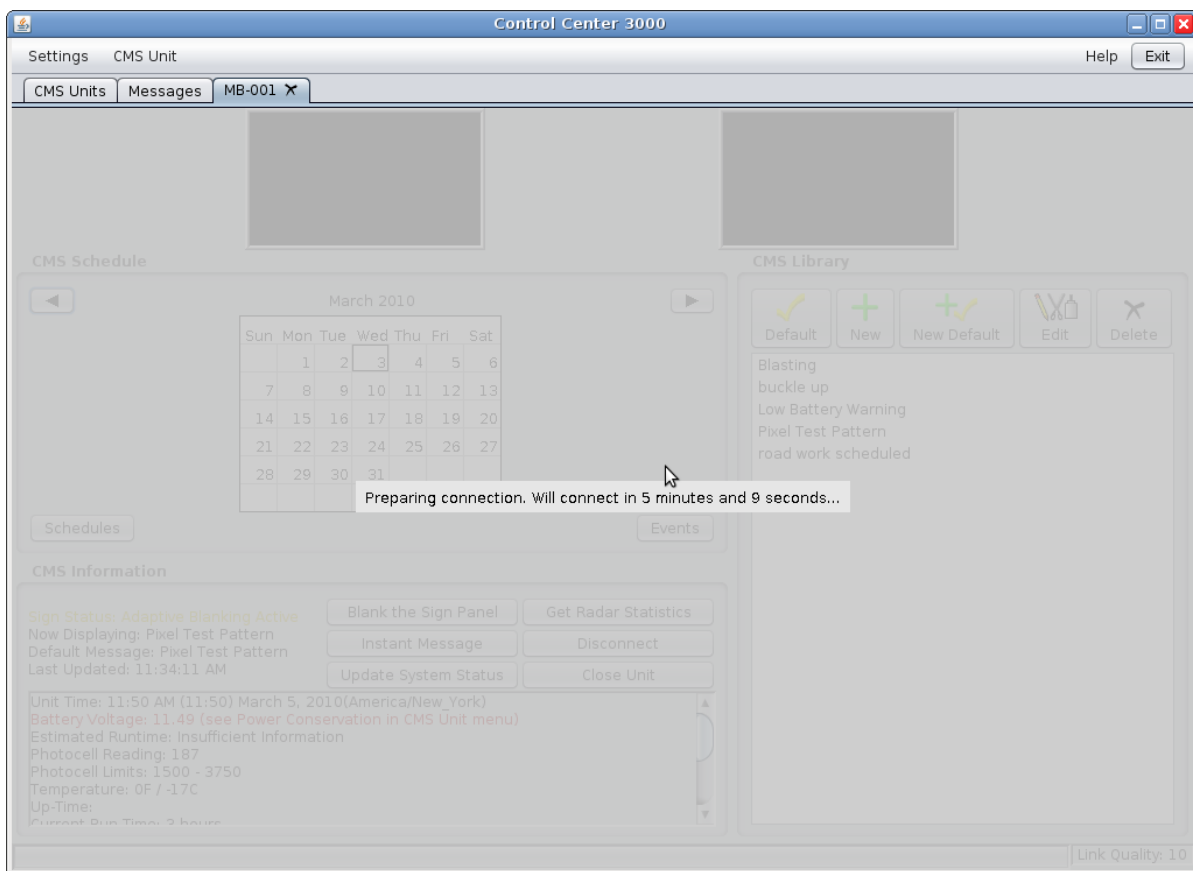 Control Center 3000
Settings CMS Unit Help Exit
CMS Units Messages MB-001
CMS Schedule
March 2010
Sun Mon Tue Wed Thu Fri Sat
1 2 3 4 5 6
7 8 9 10 11 12 13
14 15 16 17 18 19 20
21 22 23 24 25 26 27
28 29 30 31
Preparing connection. Will connect in 5 minutes and 9 seconds...
Schedules Events
CMS Library
Default New New Default Edit Delete
Blasting
buckle up
Low Battery Warning
Pixel Test Pattern
road work scheduled
CMS Information
Sign Status: Adaptive Blanking Active
Now Displaying: Pixel Test Pattern
Default Message: Pixel Test Pattern
Last Updated: 11:34:11 AM
Blank the Sign Panel Get Radar Statistics
Instant Message Disconnect
Update System Status Close Unit
Unit Time: 11:50 AM (11:50) March 5, 2010(America/New_York)
Battery Voltage: 11.49 (see Power Conservation in CMS Unit menu)
Estimated Runtime: Insufficient Information
Photocell Reading: 187
Photocell Limits: 1500 - 3750
Temperature: 0F / -17C
Up-Time:
Current Run Time: 3 hours
Link Quality: 10